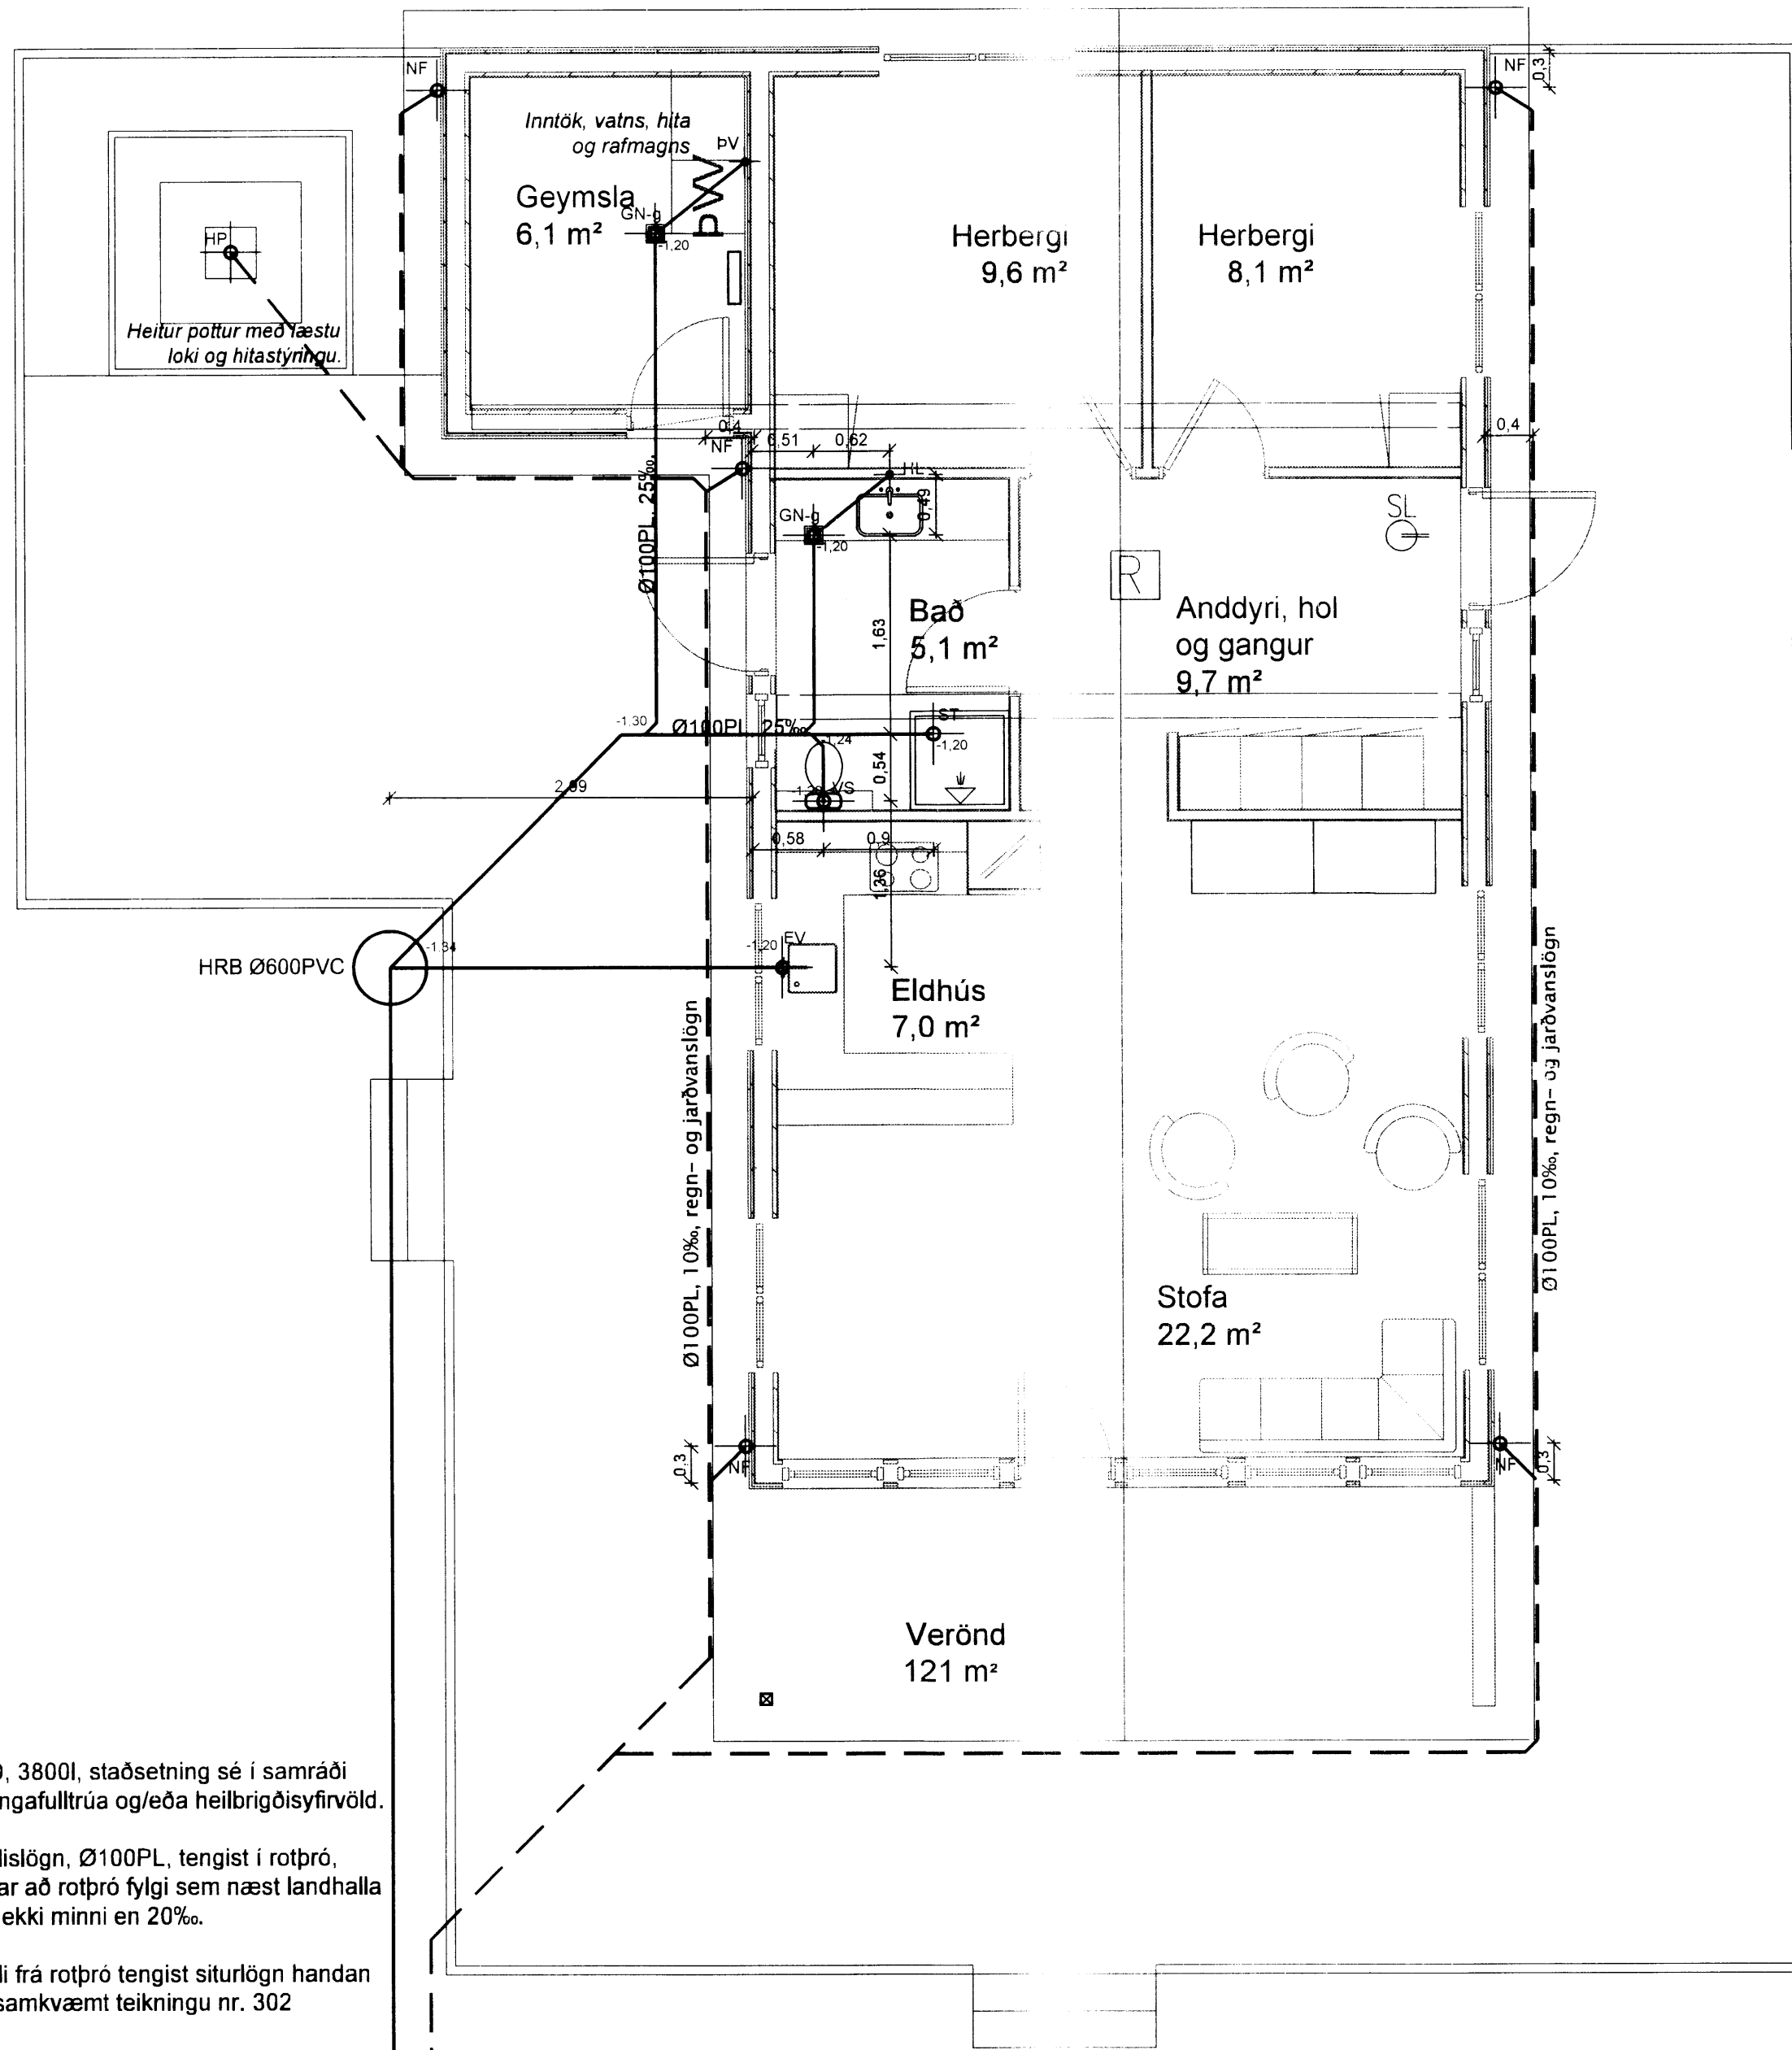 NF
NF
0,3
Inntök, vatns, hita
og rafmagns
ÞV
ÞVV
Geymsla
6,1 m²
GN-g
-1,20
HP
Heitur pottur með læstu
loki og hitastýringu.
Herbergi
9,6 m²
Herbergi
8,1 m²
0,4
0,4
0,51
0,62
NF
HL
0,49
GN-g
-1,20
Ø100PL, 25‰
SL
R
Bað
5,1 m²
1,63
Anddyri, hol
og gangur
9,7 m²
-1.30
Ø100PL, 25‰
ST
-1,24
-1,20
0,54
2,99
VS
0,58
0,9
1,36
-1.34
-1.20
EV
HRB Ø600PVC
Eldhús
7,0 m²
Ø100PL, 10‰, regn- og jarðvanslögn
Ø100PL, 10‰, regn- og jarðvanslögn
Stofa
22,2 m²
0,3
NF
NF
0,3
Verönd
121 m²
, 3800l, staðsetning sé í samráði
ngafulltrúa og/eða heilbrigðisyfirvöld.
lislögn, Ø100PL, tengist í rotþró,
ar að rotþró fylgi sem næst landhalla
ekki minni en 20‰.
li frá rotþró tengist siturlögn handan
samkvæmt teikningu nr. 302